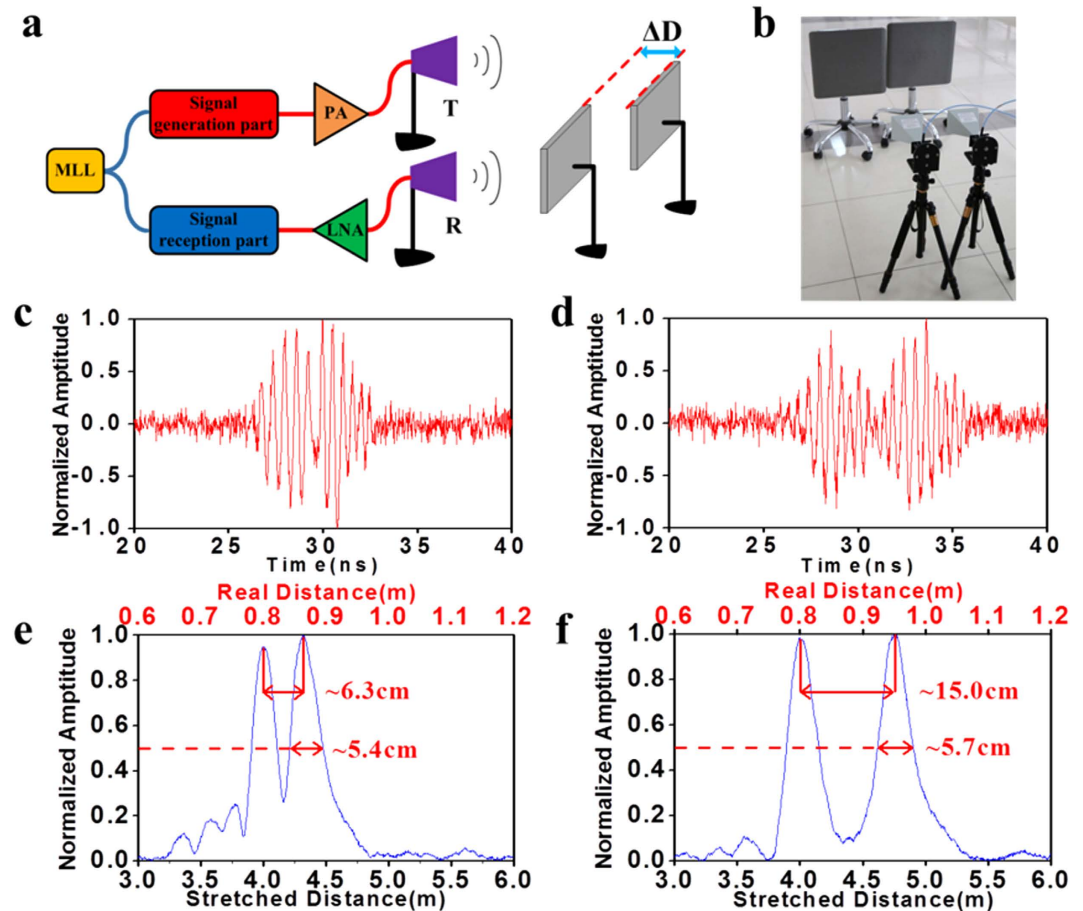 a
b
ΔD
Signal
generation part
PA
T
MLL
Signal
reception part
LNA
R
c
d
Normalized Amptitude
1.0
0.5
0.0
-0.5
-1.0
20 25 30 35 40
Time(ns)
Normalized Amptitude
1.0
0.5
0.0
-0.5
-1.0
20 25 30 35 40
Time(ns)
e
f
Real Distance(m)
0.6 0.7 0.8 0.9 1.0 1.1 1.2
Normalized Amptitude
1.0
0.8
0.6
0.4
0.2
0.0
~6.3cm
~5.4cm
3.0 3.5 4.0 4.5 5.0 5.5 6.0
Stretched Distance(m)
Real Distance(m)
0.6 0.7 0.8 0.9 1.0 1.1 1.2
Normalized Amptitude
1.0
0.8
0.6
0.4
0.2
0.0
~15.0cm
~5.7cm
3.0 3.5 4.0 4.5 5.0 5.5 6.0
Stretched Distance(m)